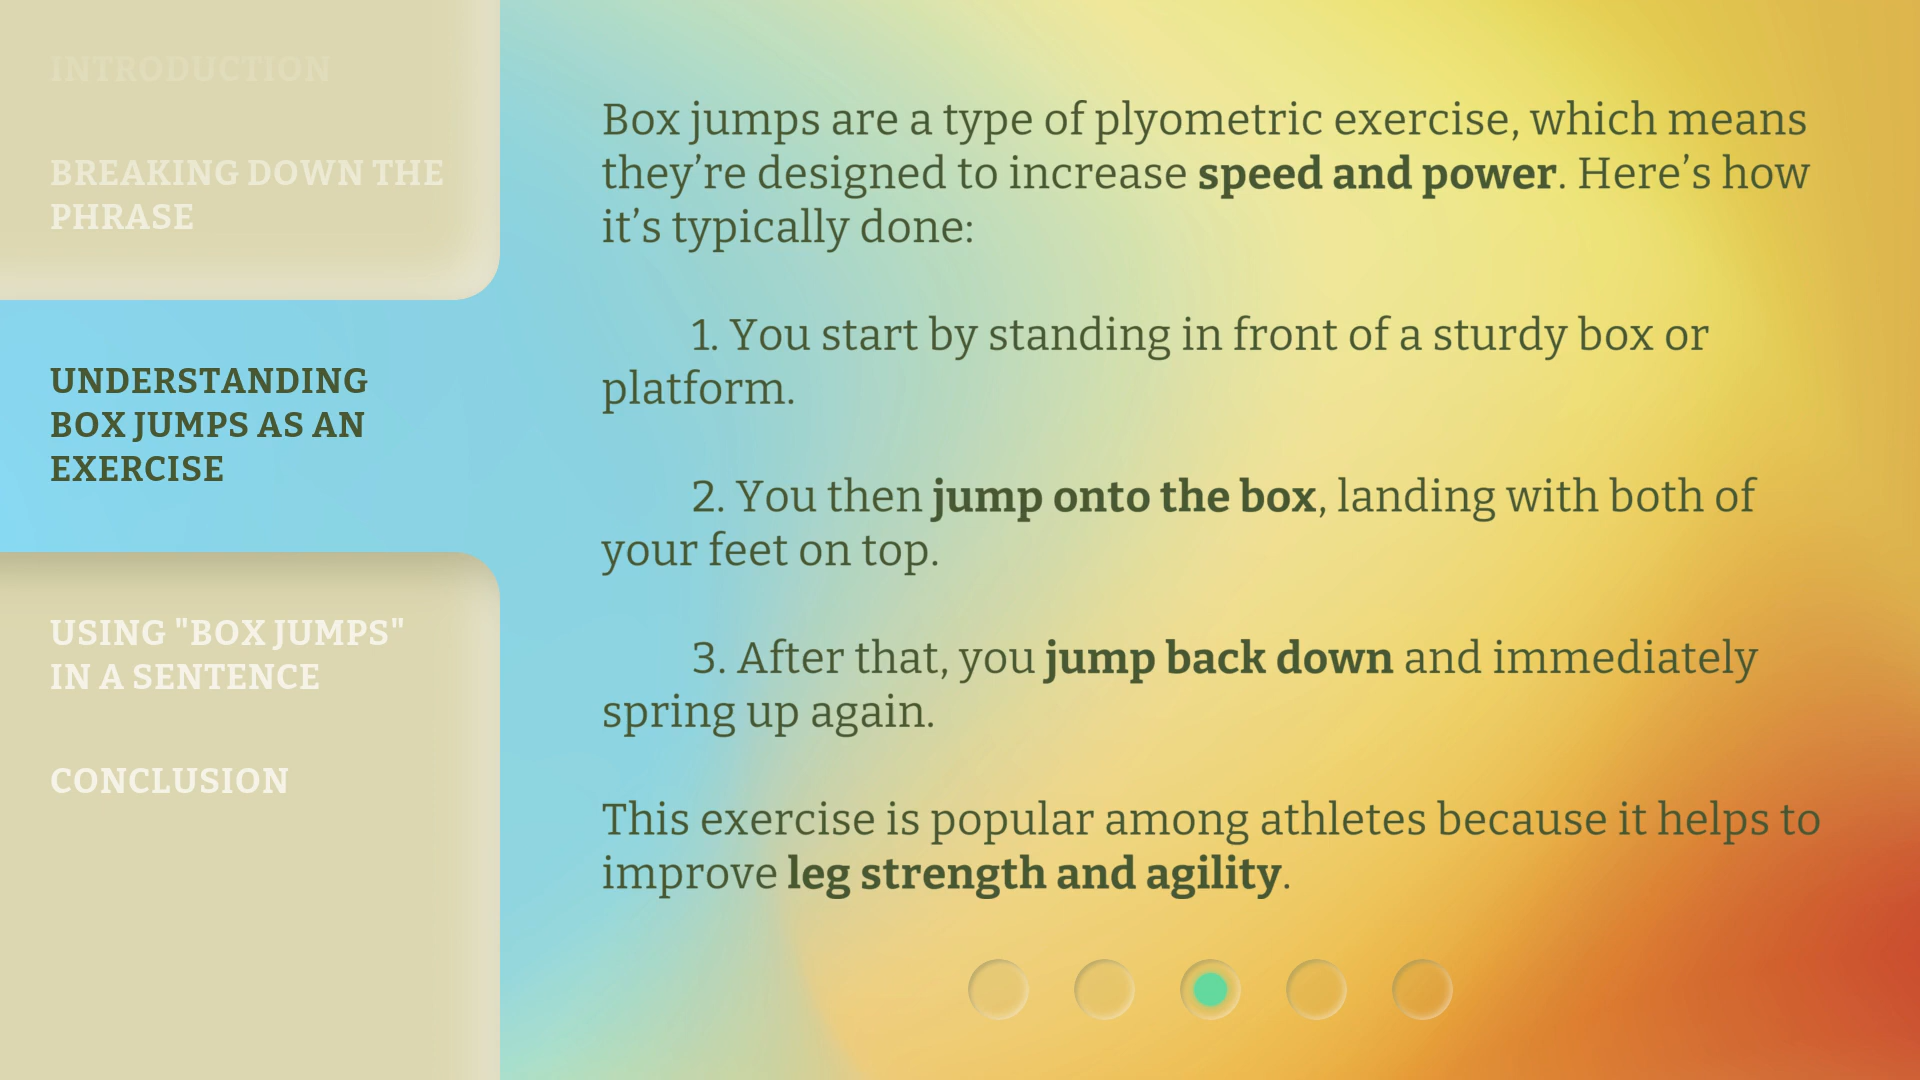 INTRODUCTION
BREAKING DOWN THE
PHRASE
UNDERSTANDING
BOX JUMPS AS AN
EXERCISE
USING "BOX JUMPS"
IN A SENTENCE
CONCLUSION
Box jumps are a type of plyometric exercise, which means
they’re designed to increase speed and power. Here’s how
it’s typically done:
1. You start by standing in front of a sturdy box or
platform.
2. You then jump onto the box, landing with both of
your feet on top.
3. After that, you jump back down and immediately
spring up again.
This exercise is popular among athletes because it helps to
improve leg strength and agility.